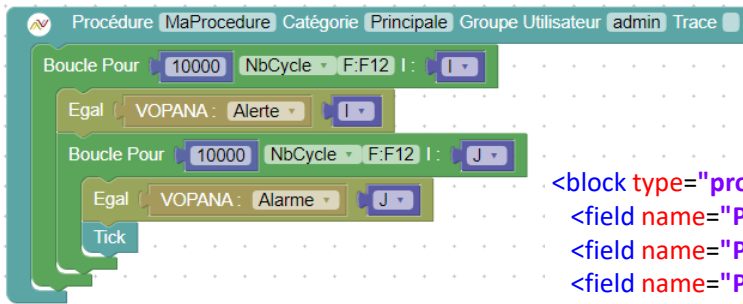 Procédure MaProcedure Catégorie Principale Groupe Utilisateur admin Trace
Boucle Pour 10000 NbCycle F:F12 I : I
Egal VOPANA : Alerte I
Boucle Pour 10000 NbCycle F:F12 I : J
Egal VOPANA : Alarme J
Tick
<block type="pro
<field name="P
<field name="P
<field name="P